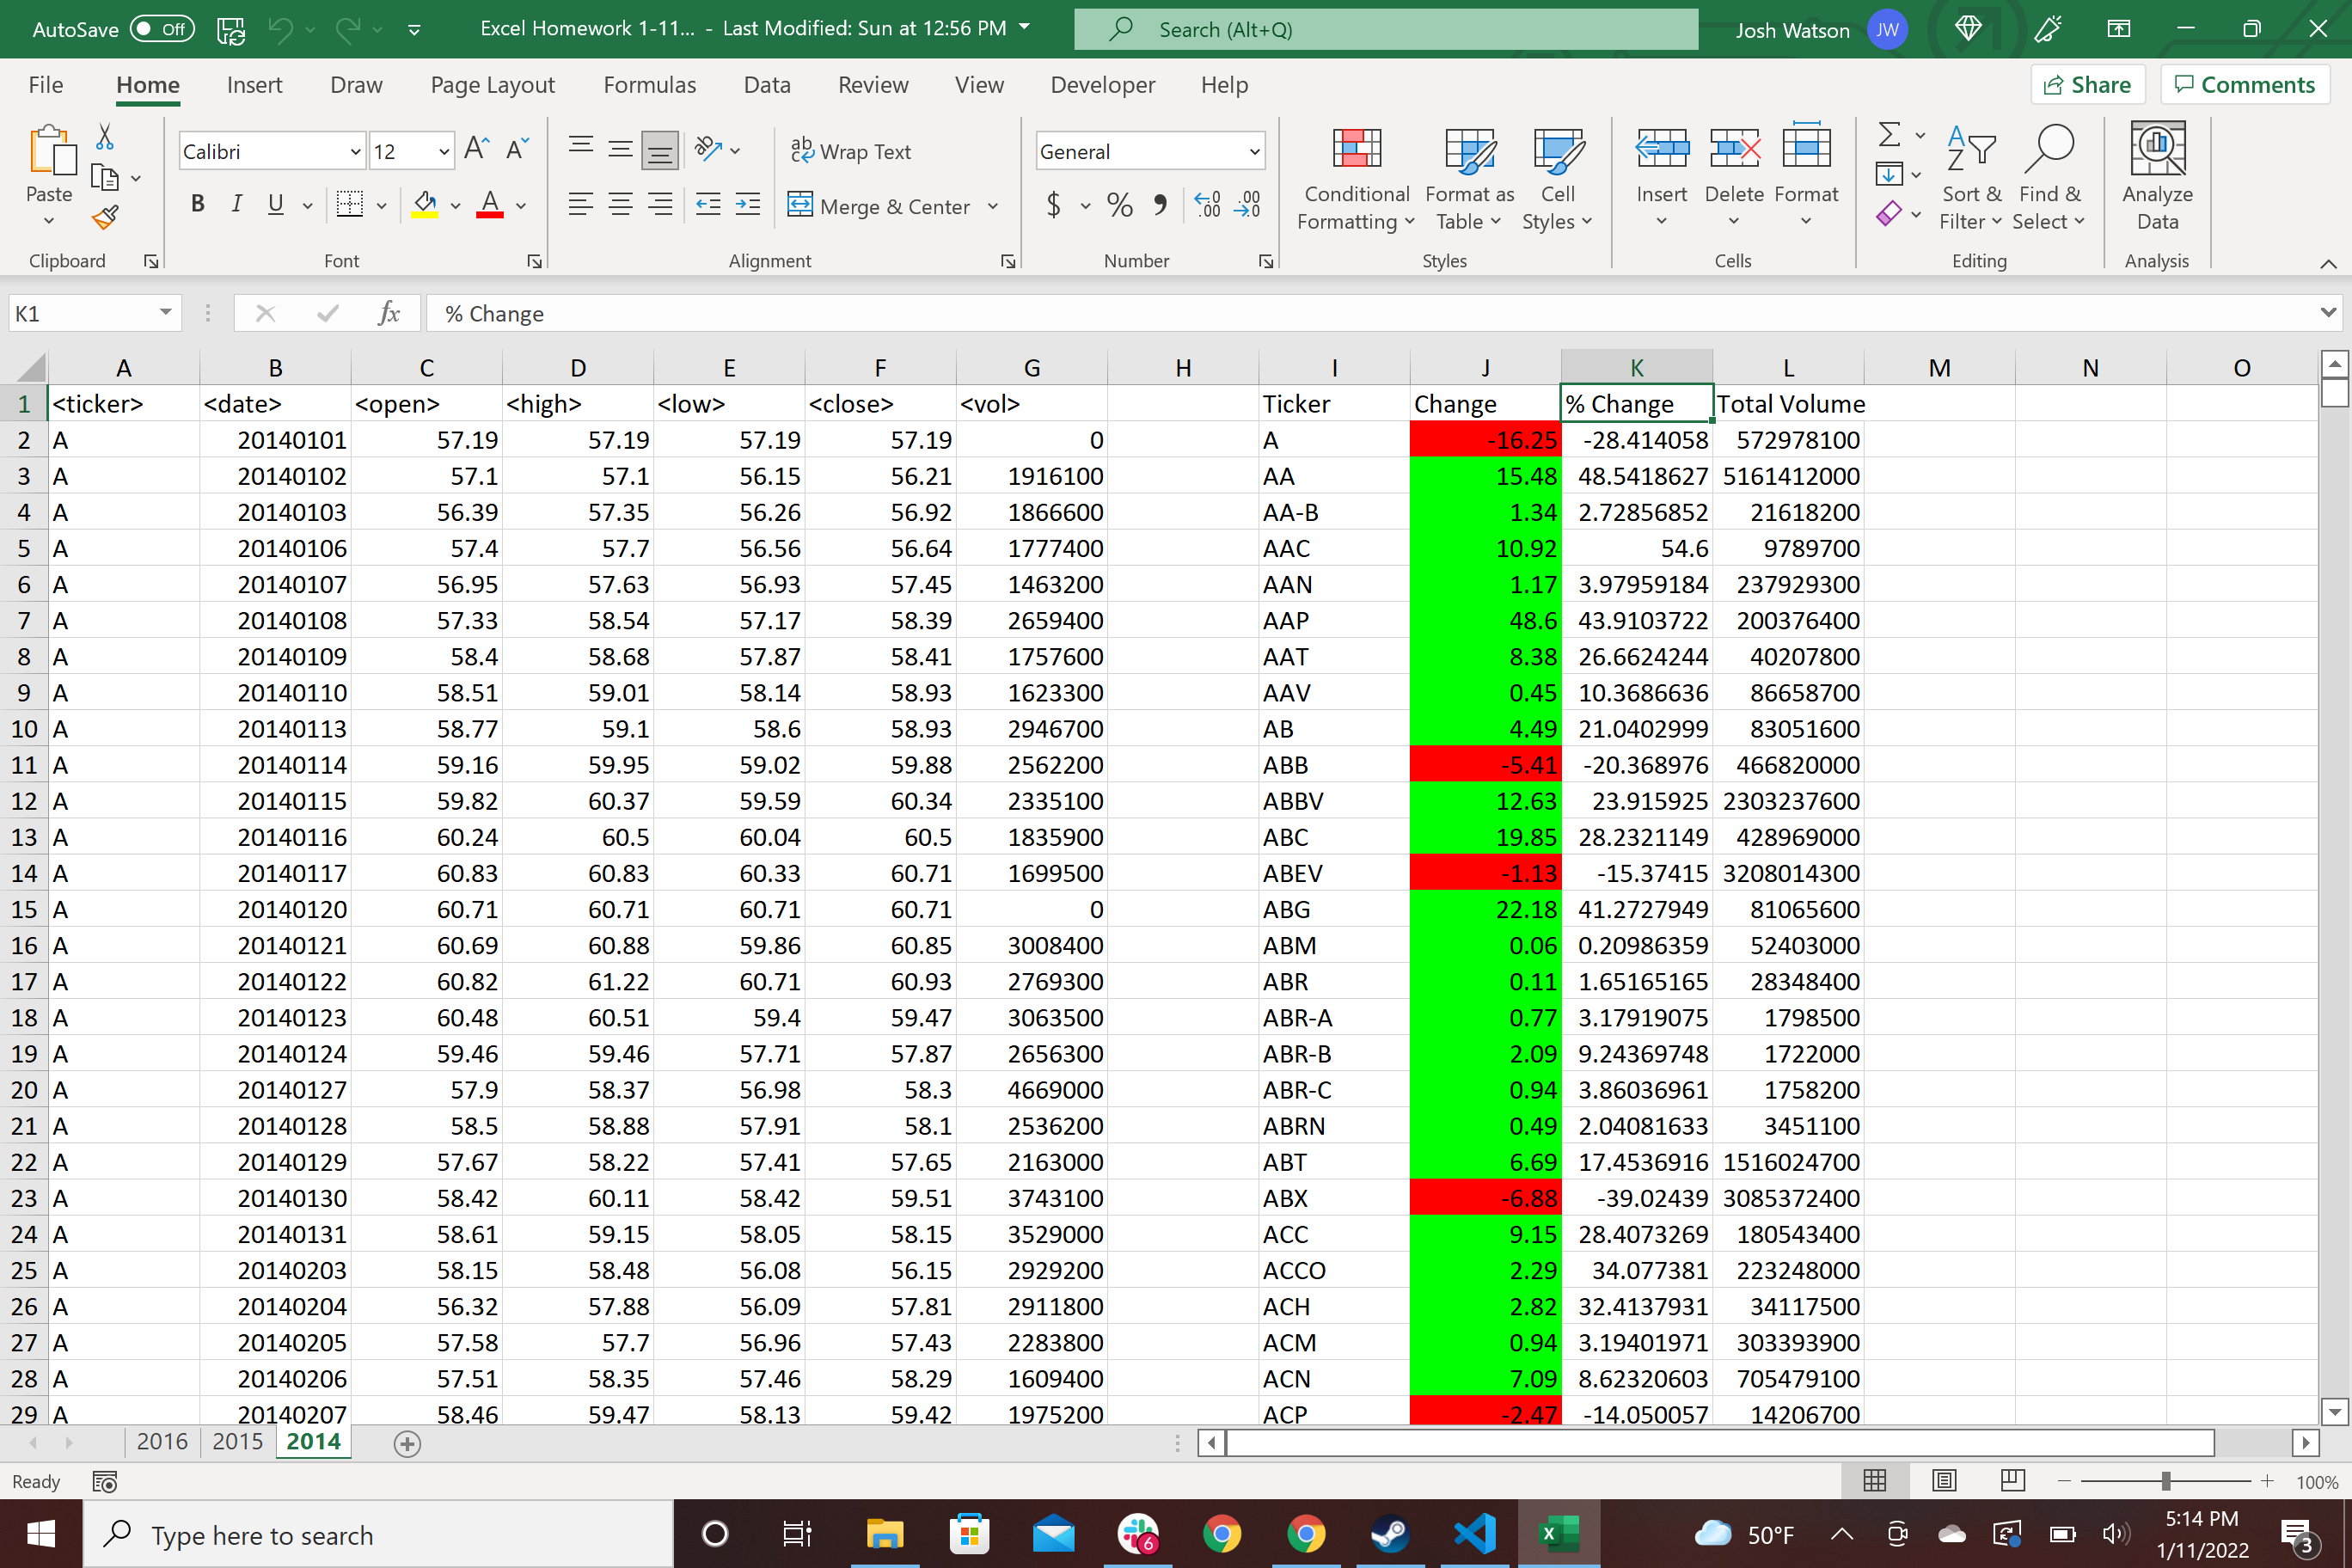 AutoSave Off Excel Homework 1-11... - Last Modified: Sun at 12:56 PM Search (Alt+Q) Josh Watson JW
File Home Insert Draw Page Layout Formulas Data Review View Developer Help Share Comments
Calibri 12 Wrap Text General
Paste B I U Merge & Center $ % Conditional Formatting Format as Table Cell Styles Insert Delete Format Sort & Filter Find & Select Analyze Data
Clipboard Font Alignment Number Styles Cells Editing Analysis
K1 fx % Change
A B C D E F G H I J K L M N O
1 <ticker> <date> <open> <high> <low> <close> <vol> Ticker Change % Change Total Volume
2 A 20140101 57.19 57.19 57.19 57.19 0 A -16.25 -28.414058 572978100
3 A 20140102 57.1 57.1 56.15 56.21 1916100 AA 15.48 48.5418627 5161412000
4 A 20140103 56.39 57.35 56.26 56.92 1866600 AA-B 1.34 2.72856852 21618200
5 A 20140106 57.4 57.7 56.56 56.64 1777400 AAC 10.92 54.6 9789700
6 A 20140107 56.95 57.63 56.93 57.45 1463200 AAN 1.17 3.97959184 237929300
7 A 20140108 57.33 58.54 57.17 58.39 2659400 AAP 48.6 43.9103722 200376400
8 A 20140109 58.4 58.68 57.87 58.41 1757600 AAT 8.38 26.6624244 40207800
9 A 20140110 58.51 59.01 58.14 58.93 1623300 AAV 0.45 10.3686636 86658700
10 A 20140113 58.77 59.1 58.6 58.93 2946700 AB 4.49 21.0402999 83051600
11 A 20140114 59.16 59.95 59.02 59.88 2562200 ABB -5.41 -20.368976 466820000
12 A 20140115 59.82 60.37 59.59 60.34 2335100 ABBV 12.63 23.915925 2303237600
13 A 20140116 60.24 60.5 60.04 60.5 1835900 ABC 19.85 28.2321149 428969000
14 A 20140117 60.83 60.83 60.33 60.71 1699500 ABEV -1.13 -15.37415 3208014300
15 A 20140120 60.71 60.71 60.71 60.71 0 ABG 22.18 41.2727949 81065600
16 A 20140121 60.69 60.88 59.86 60.85 3008400 ABM 0.06 0.20986359 52403000
17 A 20140122 60.82 61.22 60.71 60.93 2769300 ABR 0.11 1.65165165 28348400
18 A 20140123 60.48 60.51 59.4 59.47 3063500 ABR-A 0.77 3.17919075 1798500
19 A 20140124 59.46 59.46 57.71 57.87 2656300 ABR-B 2.09 9.24369748 1722000
20 A 20140127 57.9 58.37 56.98 58.3 4669000 ABR-C 0.94 3.86036961 1758200
21 A 20140128 58.5 58.88 57.91 58.1 2536200 ABRN 0.49 2.04081633 3451100
22 A 20140129 57.67 58.22 57.41 57.65 2163000 ABT 6.69 17.4536916 1516024700
23 A 20140130 58.42 60.11 58.42 59.51 3743100 ABX -6.88 -39.02439 3085372400
24 A 20140131 58.61 59.15 58.05 58.15 3529000 ACC 9.15 28.4073269 180543400
25 A 20140203 58.15 58.48 56.08 56.15 2929200 ACCO 2.29 34.077381 223248000
26 A 20140204 56.32 57.88 56.09 57.81 2911800 ACH 2.82 32.4137931 34117500
27 A 20140205 57.58 57.7 56.96 57.43 2283800 ACM 0.94 3.19401971 303393900
28 A 20140206 57.51 58.35 57.46 58.29 1609400 ACN 7.09 8.62320603 705479100
29 A 20140207 58.46 59.47 58.13 59.42 1975200 ACP -2.47 -14.050057 14206700
2016 2015 2014
Ready 100%
Type here to search 6 50°F 5:14 PM
1/11/2022 3